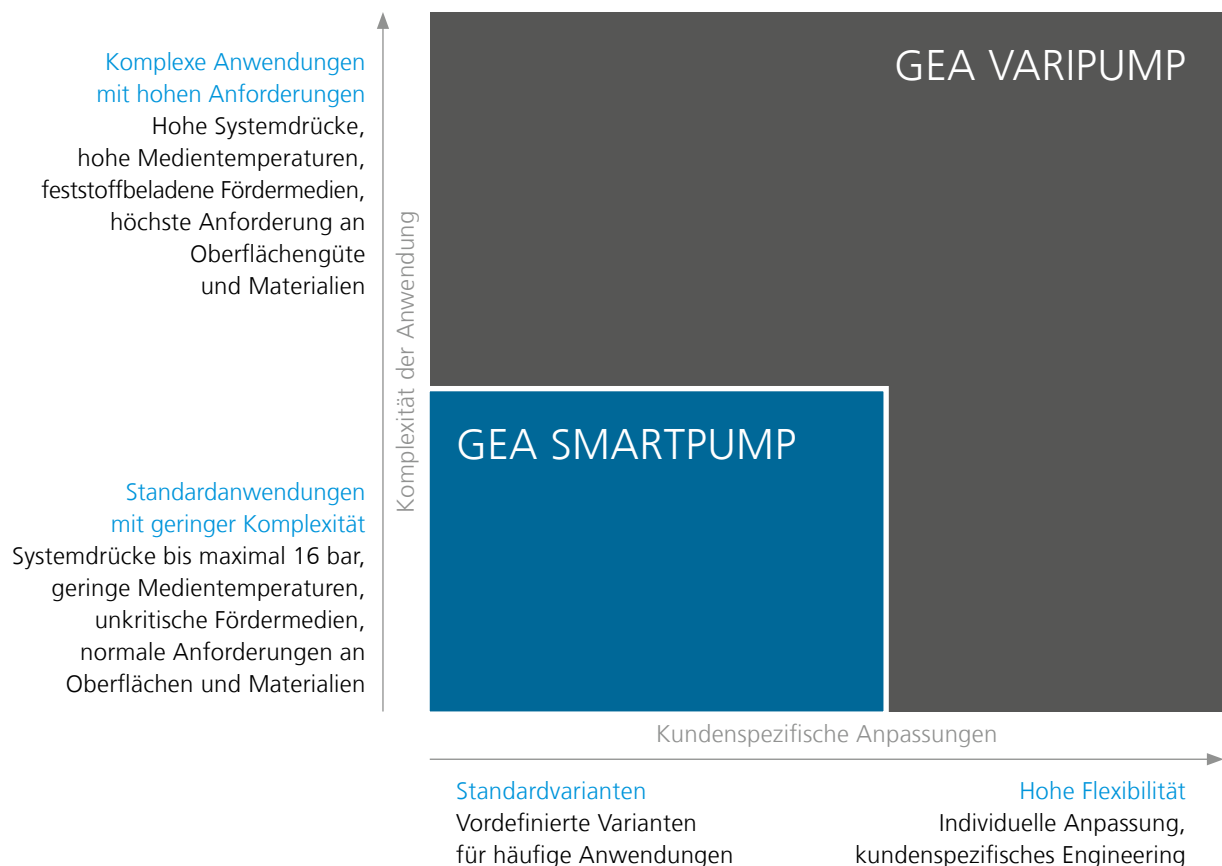 Komplexe Anwendungen
mit hohen Anforderungen
Hohe Systemdrücke,
hohe Medientemperaturen,
feststoffbeladene Fördermedien,
höchste Anforderung an
Oberflächengüte
und Materialien
Standardanwendungen
mit geringer Komplexität
Systemdrücke bis maximal 16 bar,
geringe Medientemperaturen,
unkritische Fördermedien,
normale Anforderungen an
Oberflächen und Materialien
Komplexität der Anwendung
GEA VARIPUMP
GEA SMARTPUMP
Kundenspezifische Anpassungen
Standardvarianten
Vordefinierte Varianten
für häufige Anwendungen
Hohe Flexibilität
Individuelle Anpassung,
kundenspezifisches Engineering